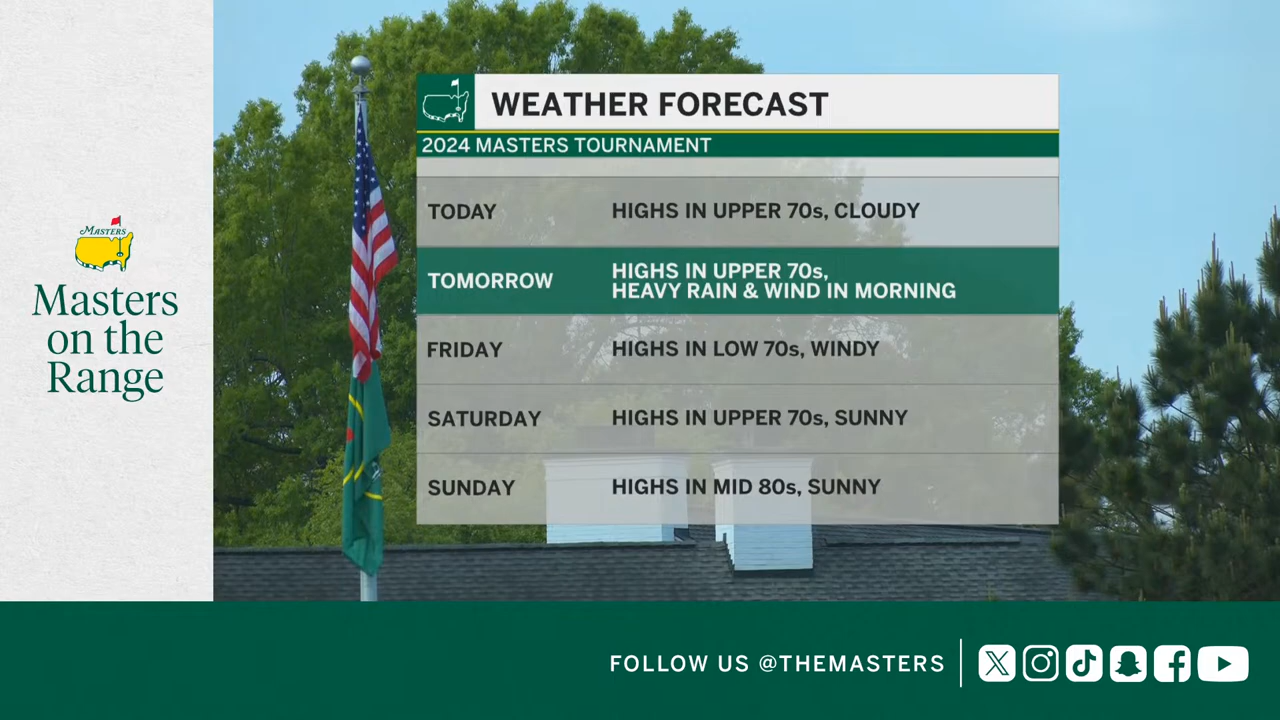 MASTERS
Masters
on the
Range
WEATHER FORECAST
2024 MASTERS TOURNAMENT
TODAY HIGHS IN UPPER 70s, CLOUDY
TOMORROW HIGHS IN UPPER 70s,
HEAVY RAIN & WIND IN MORNING
FRIDAY HIGHS IN LOW 70s, WINDY
SATURDAY HIGHS IN UPPER 70s, SUNNY
SUNDAY HIGHS IN MID 80s, SUNNY
FOLLOW US @THEMASTERS